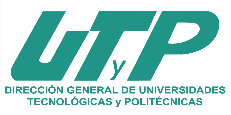 UTyP
DIRECCIÓN GENERAL DE UNIVERSIDADES
TECNOLÓGICAS y POLITÉCNICAS